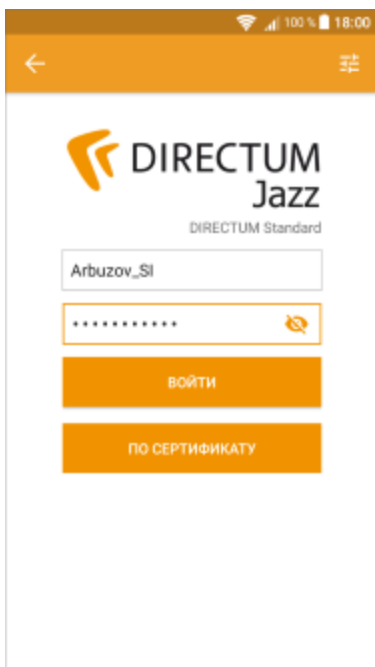 100 % 18:00
DIRECTUM
Jazz
DIRECTUM Standard
Arbuzov_SI
•••••••••••
ВОЙТИ
ПО СЕРТИФИКАТУ